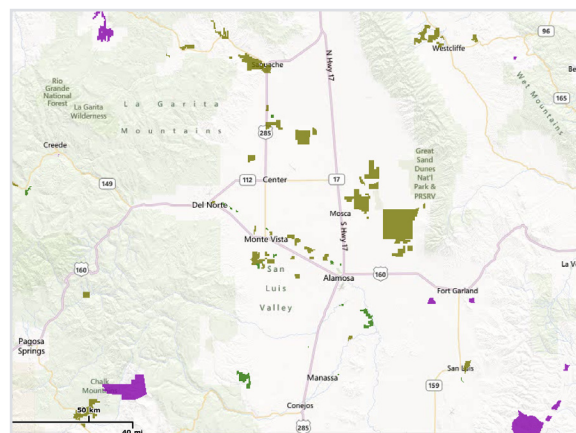 N Hwy 17
96
Westcliffe
Saguache
Rio
Grande
National
Forest
La Garita
Wilderness
La Garita
Mountains
Wet Mountains
165
285
Creede
Great
Sand
Dunes
Nat'l
Park &
PRSRV
149
112
Center
17
Del Norte
Mosca
S Hwy 17
Monte Vista
160
San
Luis
Valley
Alamosa
160
La V
Fort Garland
Pagosa
Springs
San Luis
Chalk
Manassa
159
50 km
Conejos
40 mi
285